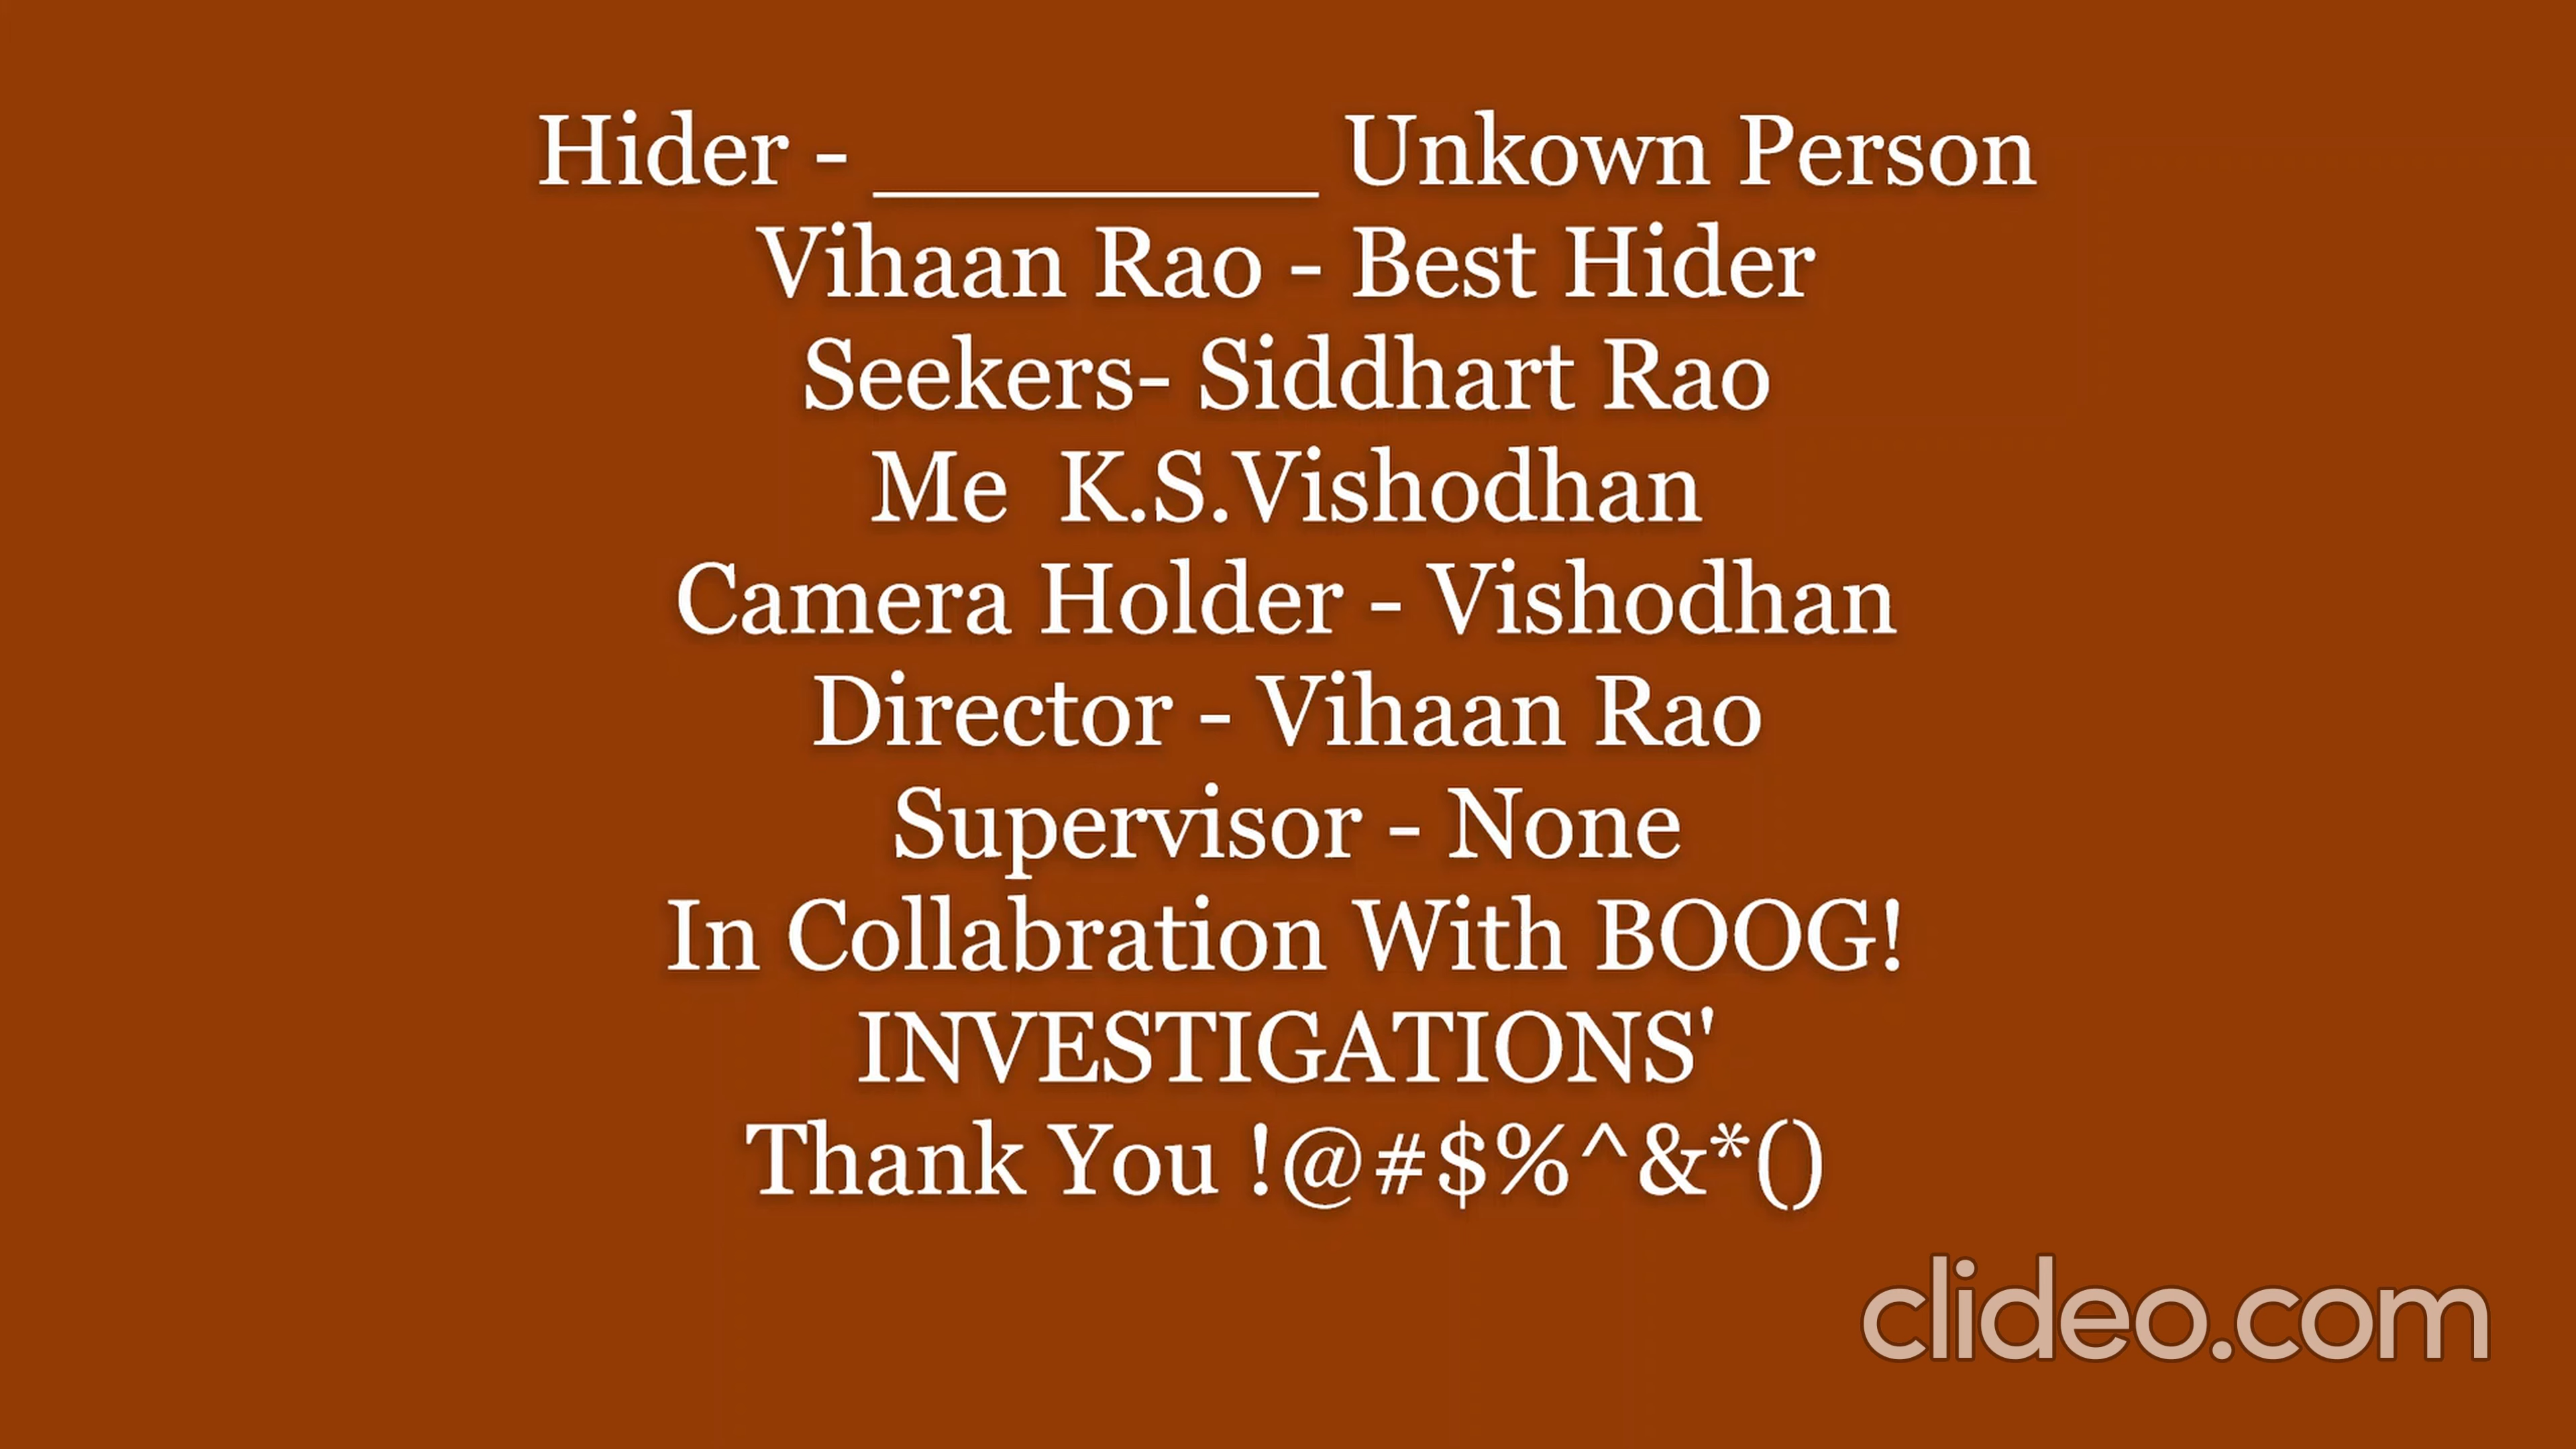 Hider - __________ Unkown Person
Vihaan Rao - Best Hider
Seekers- Siddhart Rao
Me  K.S.Vishodhan
Camera Holder - Vishodhan
Director - Vihaan Rao
Supervisor - None
In Collabration With BOOG!
INVESTIGATIONS'
Thank You !@#$%^&*()
clideo.com